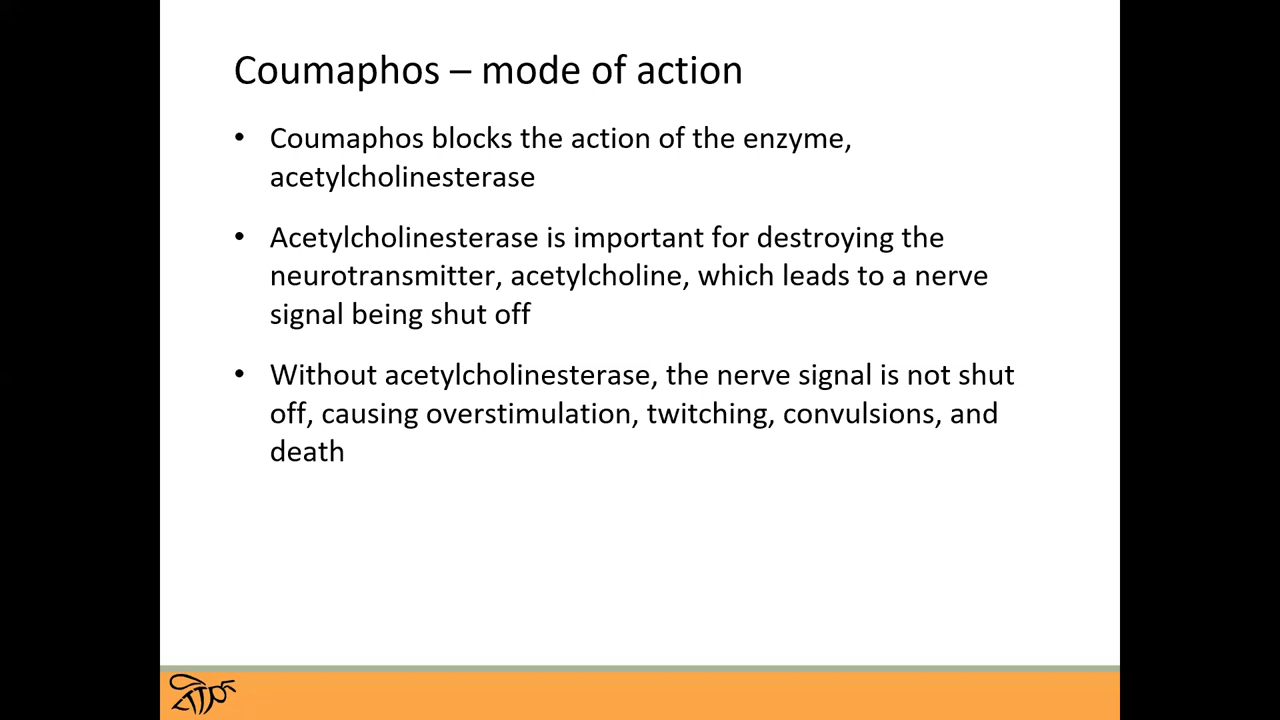 Coumaphos – mode of action
• Coumaphos blocks the action of the enzyme,
acetylcholinesterase
• Acetylcholinesterase is important for destroying the
neurotransmitter, acetylcholine, which leads to a nerve
signal being shut off
• Without acetylcholinesterase, the nerve signal is not shut
off, causing overstimulation, twitching, convulsions, and
death